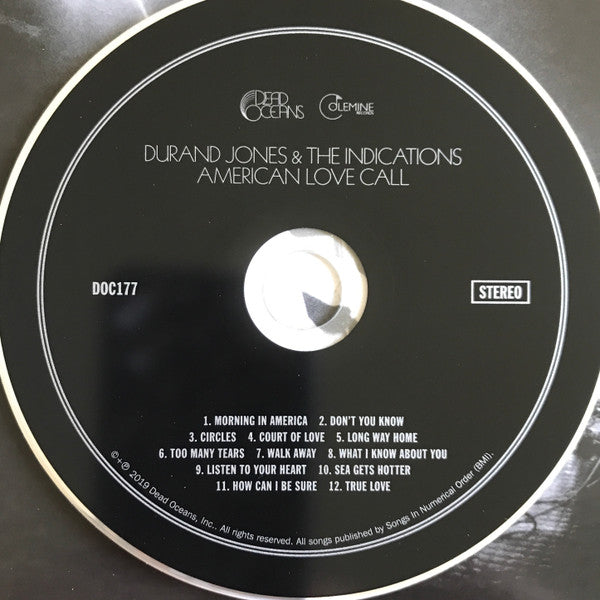 DEAD OCEANS
COLEMINE RECORDS
DURAND JONES & THE INDICATIONS
AMERICAN LOVE CALL
DOC177
STEREO
1. MORNING IN AMERICA 2. DON'T YOU KNOW
3. CIRCLES 4. COURT OF LOVE 5. LONG WAY HOME
6. TOO MANY TEARS 7. WALK AWAY 8. WHAT I KNOW ABOUT YOU
9. LISTEN TO YOUR HEART 10. SEA GETS HOTTER
11. HOW CAN I BE SURE 12. TRUE LOVE
©+℗ 2019 Dead Oceans, Inc.. All rights reserved. All songs published by Songs In Numerical Order (BMI).